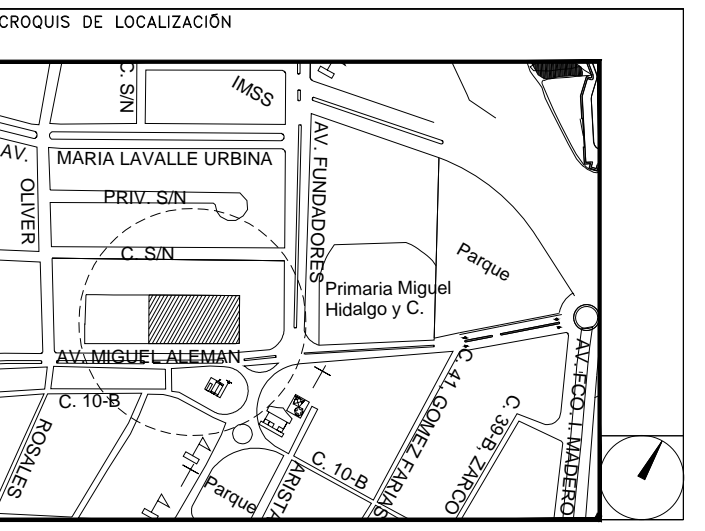 CROQUIS DE LOCALIZACIÓN
C. S/N
IMSS
AV.
MARIA LAVALLE URBINA
AV. FUNDADORES
OLIVER
PRIV. S/N
C. S/N
Parque
Primaria Miguel
Hidalgo y C.
AV. MIGUEL ALEMAN
C. 10-B
C. 41, GOMEZ FARIAS
C. 39-B, ZARCO
AV. FCO. I. MADERO
ROSALES
C. 10-B
ARISTA
Parque